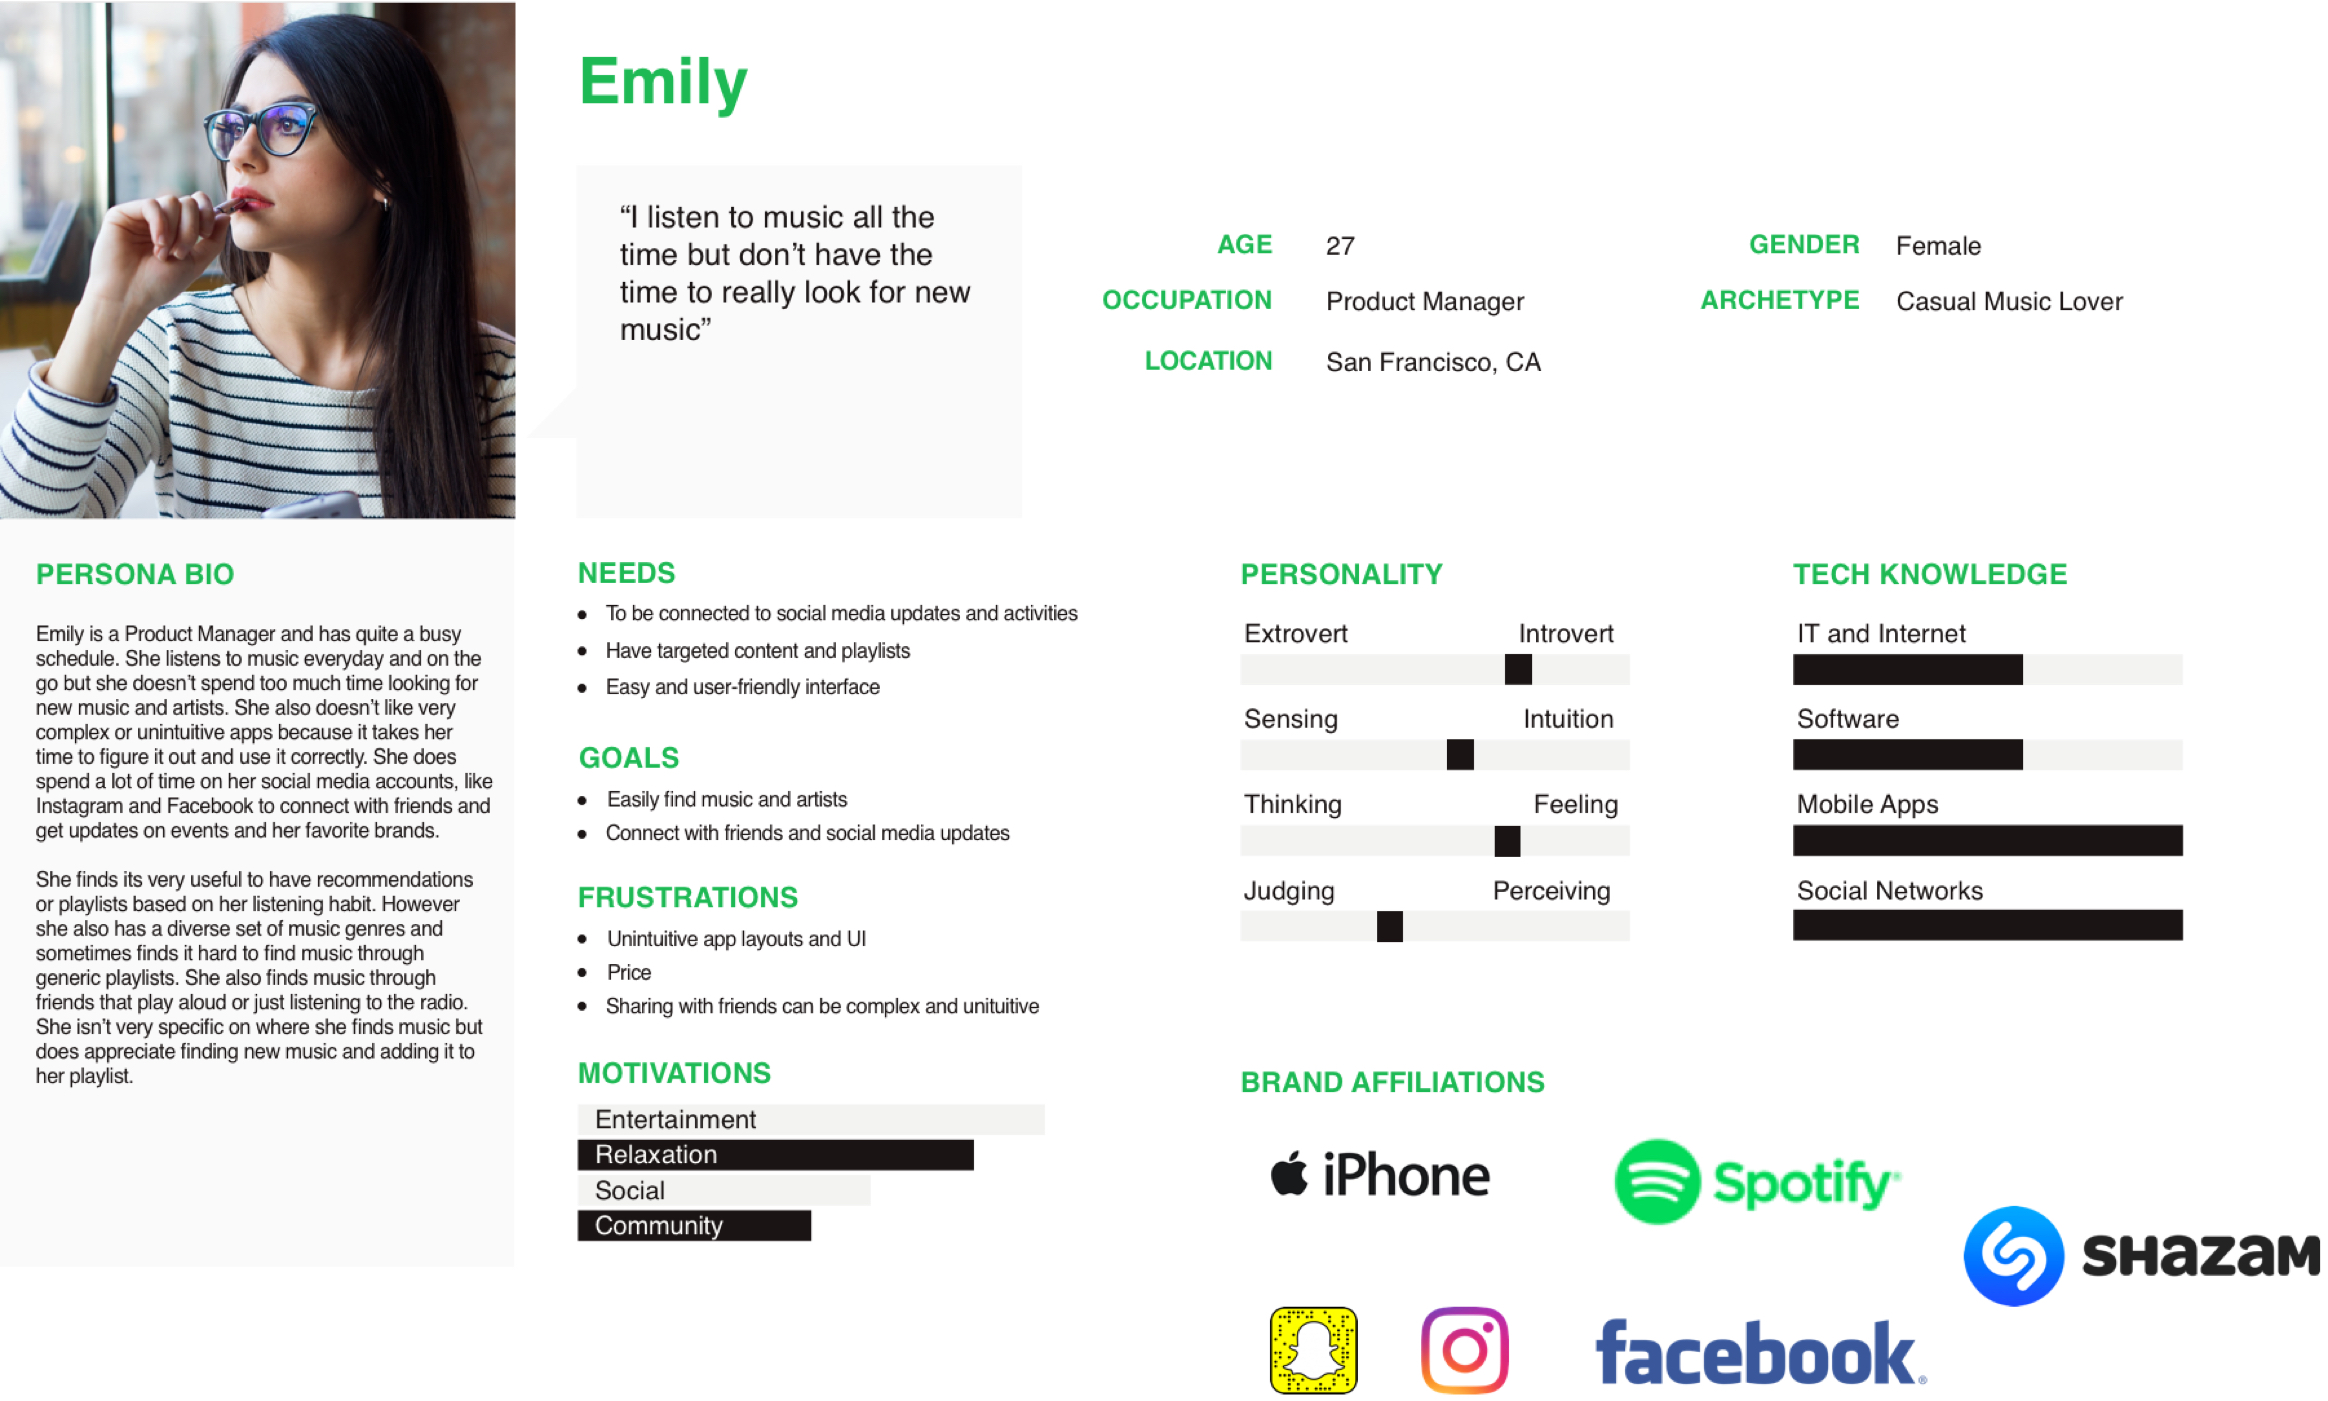 Emily
“I listen to music all the
time but don’t have the
time to really look for new
music”
AGE 27
OCCUPATION Product Manager
LOCATION San Francisco, CA
GENDER Female
ARCHETYPE Casual Music Lover
PERSONA BIO
Emily is a Product Manager and has quite a busy
schedule. She listens to music everyday and on the
go but she doesn’t spend too much time looking for
new music and artists. She also doesn’t like very
complex or unintuitive apps because it takes her
time to figure it out and use it correctly. She does
spend a lot of time on her social media accounts, like
Instagram and Facebook to connect with friends and
get updates on events and her favorite brands.
She finds its very useful to have recommendations
or playlists based on her listening habit. However
she also has a diverse set of music genres and
sometimes finds it hard to find music through
generic playlists. She also finds music through
friends that play aloud or just listening to the radio.
She isn’t very specific on where she finds music but
does appreciate finding new music and adding it to
her playlist.
NEEDS
• To be connected to social media updates and activities
• Have targeted content and playlists
• Easy and user-friendly interface
GOALS
• Easily find music and artists
• Connect with friends and social media updates
FRUSTRATIONS
• Unintuitive app layouts and UI
• Price
• Sharing with friends can be complex and unituitive
MOTIVATIONS
Entertainment
Relaxation
Social
Community
PERSONALITY
Extrovert Introvert
Sensing Intuition
Thinking Feeling
Judging Perceiving
TECH KNOWLEDGE
IT and Internet
Software
Mobile Apps
Social Networks
BRAND AFFILIATIONS
iPhone
Spotify®
SHAZAM
facebook®